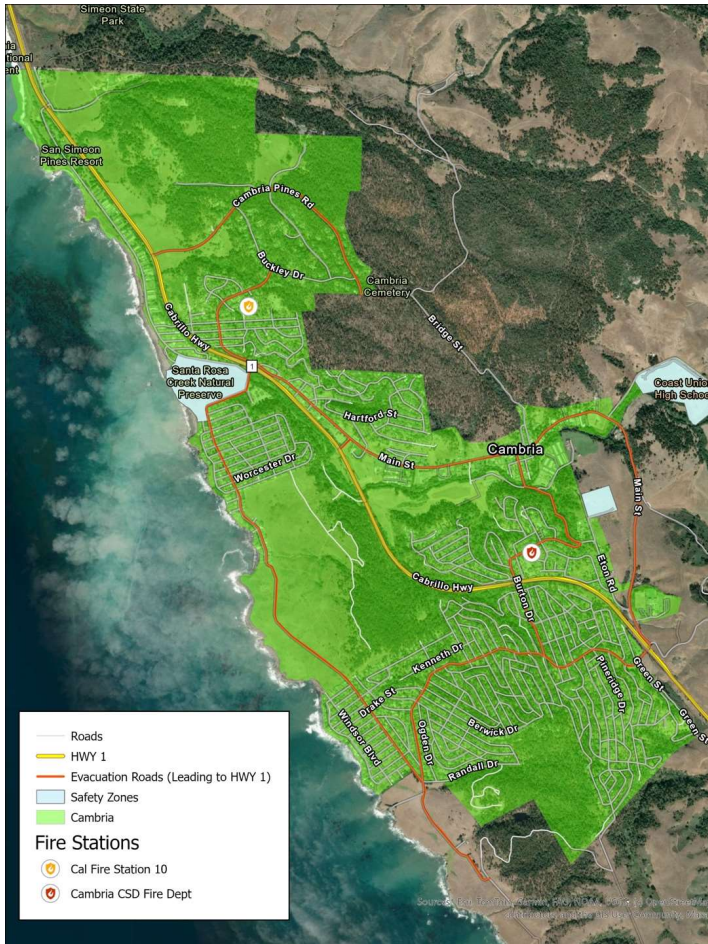 Simeon State
Park
San Simeon
Pines Resort
Cambria Pines Rd
Buckley Dr
Cambria
Cemetery
Bridge St
Cabrillo Hwy
1
Santa Rosa
Creek Natural
Preserve
Hartford St
Coast Unio
High Schoo
Main St
Cambria
Worcester Dr
Main St
Eton Rd
Cabrillo Hwy
Burton Dr
Kenneth Dr
Pineridge Dr
Green St
Drake St
Green St
Windsor Blvd
Ogden Dr
Berwick Dr
Randall Dr
Roads
HWY 1
Evacuation Roads (Leading to HWY 1)
Safety Zones
Cambria
Fire Stations
Cal Fire Station 10
Cambria CSD Fire Dept